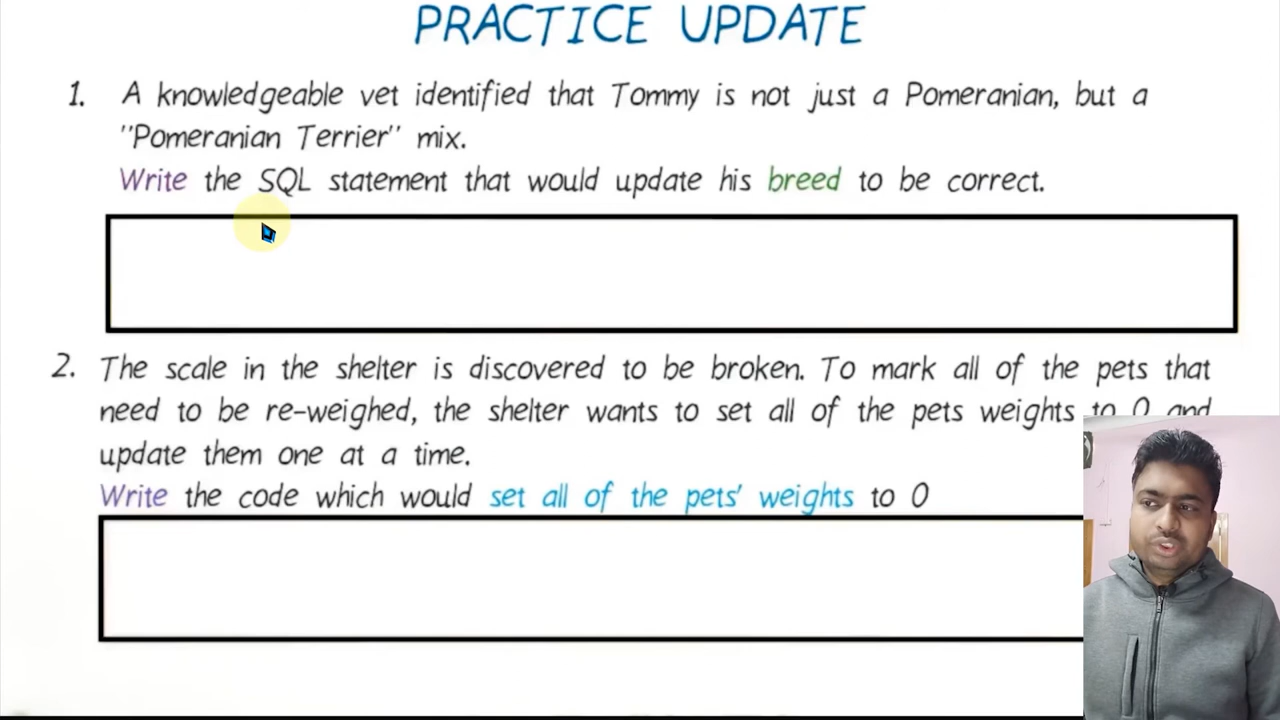 PRACTICE UPDATE
1. A knowledgeable vet identified that Tommy is not just a Pomeranian, but a
"Pomeranian Terrier" mix.
Write the SQL statement that would update his breed to be correct.
2. The scale in the shelter is discovered to be broken. To mark all of the pets that
need to be re-weighed, the shelter wants to set all of the pets weights to 0 and
update them one at a time.
Write the code which would set all of the pets' weights to 0